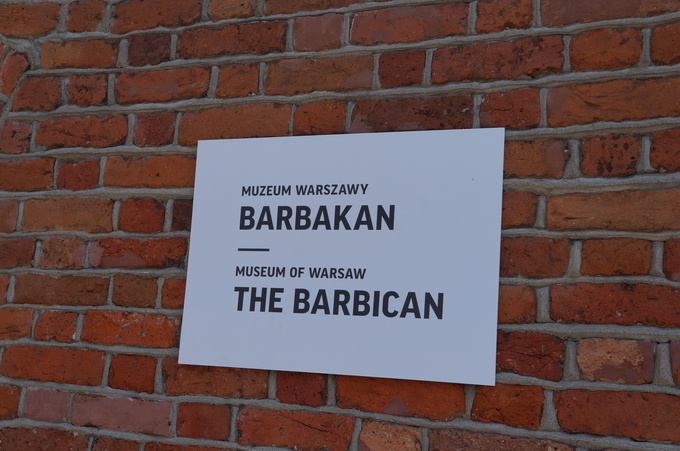 MUZEUM WARSZAWY
BARBAKAN
MUSEUM OF WARSAW
THE BARBICAN